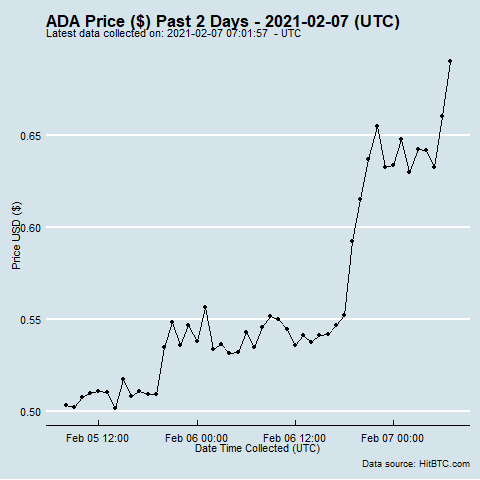 ADA Price ($) Past 2 Days - 2021-02-07 (UTC)
Latest data collected on: 2021-02-07 07:01:57 - UTC
0.65
0.60
0.55
0.50
Price USD ($)
Feb 05 12:00 Feb 06 00:00 Feb 06 12:00 Feb 07 00:00
Date Time Collected (UTC)
Data source: HitBTC.com